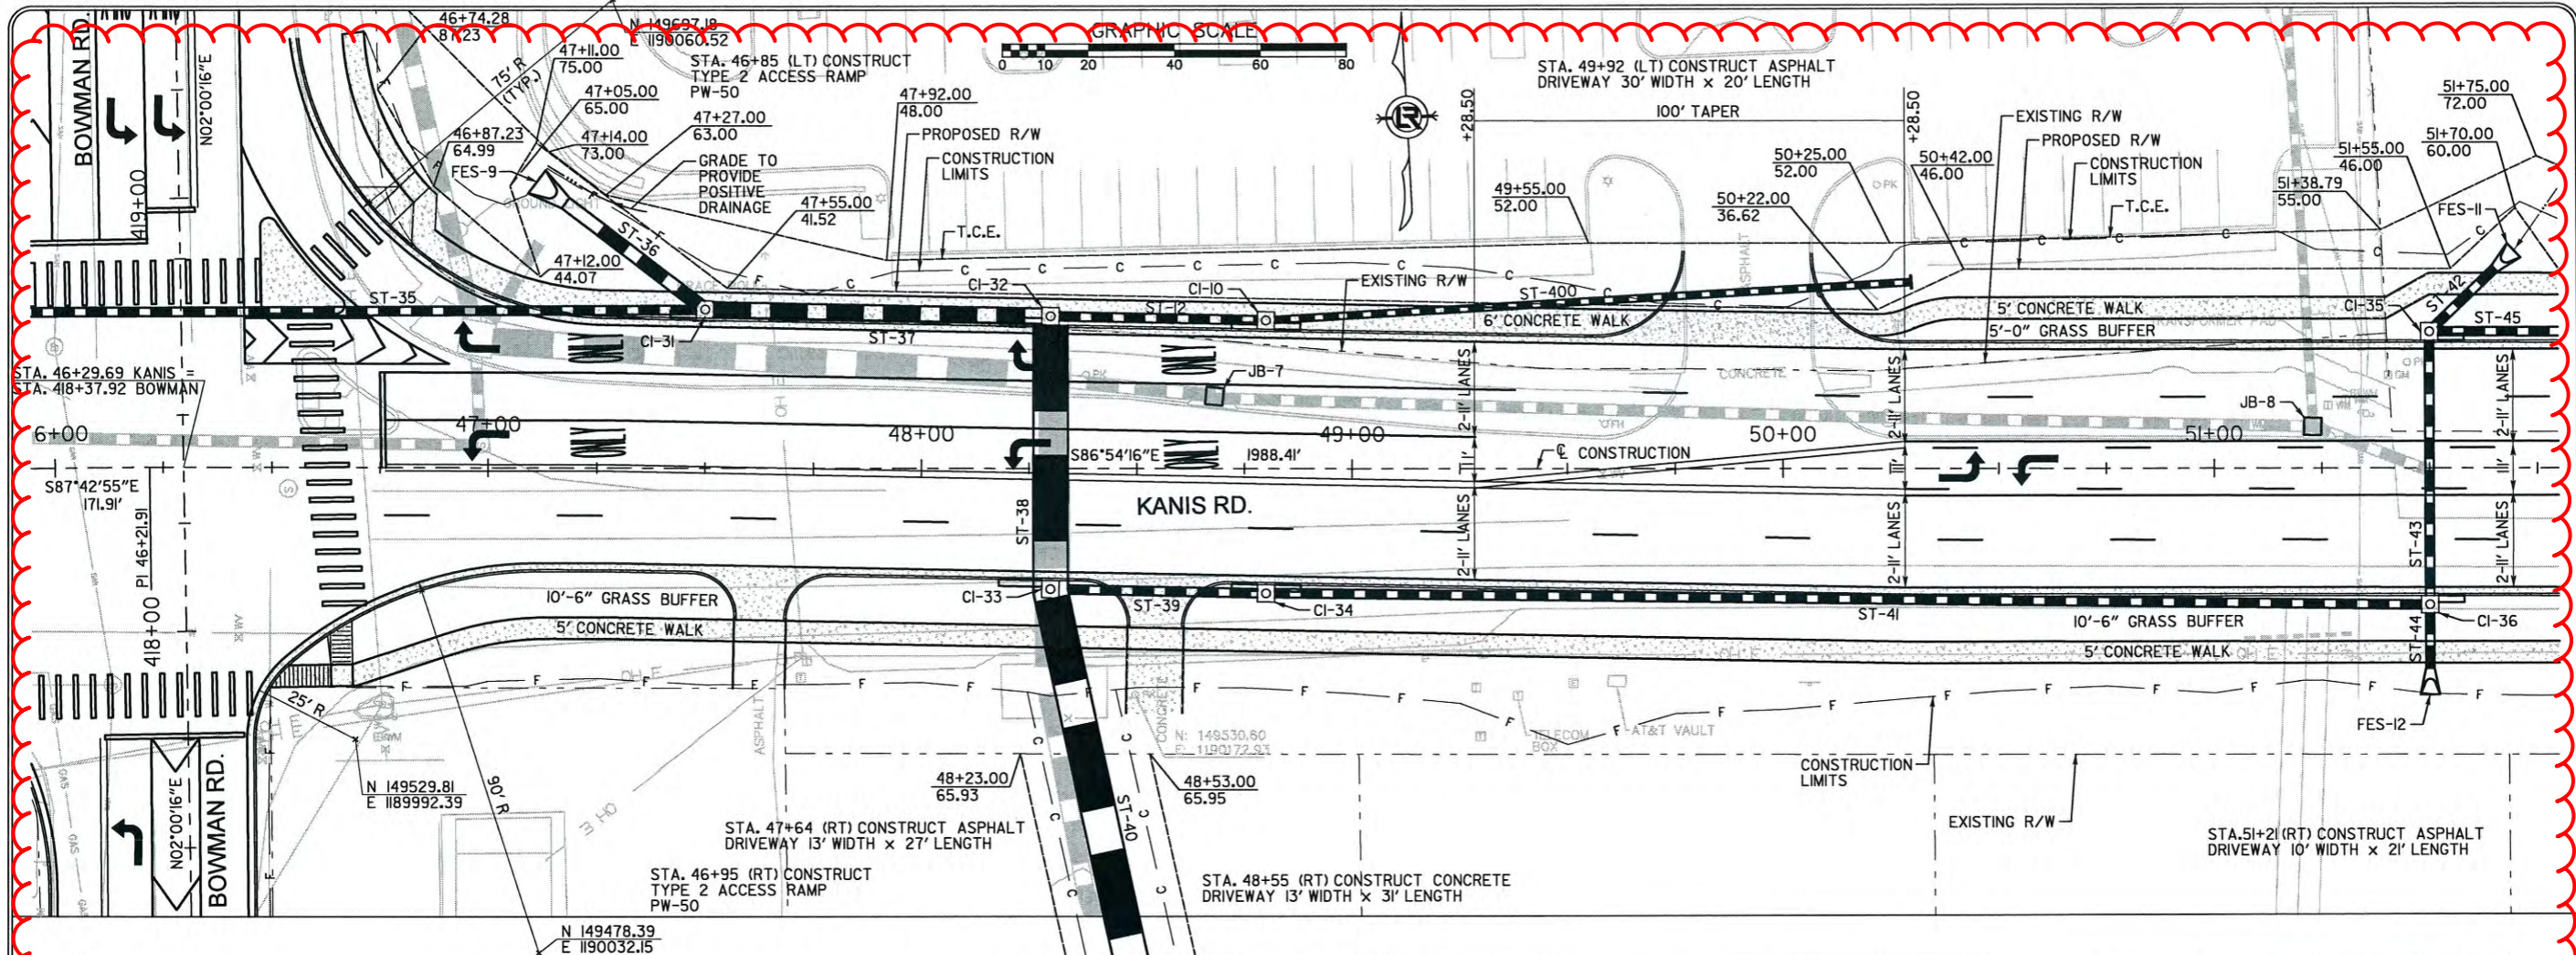 46+74.28
87.23
N 149697.18
E 1190060.52
GRAPHIC SCALE
0 10 20 40 60 80
BOWMAN RD.
N02°00'16"E
419+00
75' R
(TYP.)
47+11.00
75.00
STA. 46+85 (LT) CONSTRUCT
TYPE 2 ACCESS RAMP
PW-50
47+05.00
65.00
46+87.23
64.99
47+14.00
73.00
47+27.00
63.00
47+92.00
48.00
PROPOSED R/W
CONSTRUCTION
LIMITS
GRADE TO
PROVIDE
POSITIVE
DRAINAGE
FES-9
47+55.00
41.52
T.C.E.
47+12.00
44.07
ST-36
STA. 49+92 (LT) CONSTRUCT ASPHALT
DRIVEWAY 30' WIDTH x 20' LENGTH
+28.50
100' TAPER
+28.50
EXISTING R/W
PROPOSED R/W
CONSTRUCTION
LIMITS
T.C.E.
49+55.00
52.00
50+25.00
52.00
50+22.00
36.62
50+42.00
46.00
51+75.00
72.00
51+70.00
60.00
51+55.00
46.00
51+38.79
55.00
FES-11
ASPHALT
PK
ST-35
CI-31
ST-37
CI-32
ST-12
CI-10
EXISTING R/W
ST-400
6' CONCRETE WALK
5' CONCRETE WALK
5'-0" GRASS BUFFER
TRANSFORMER PAD
CI-35
ST-42
ST-45
STA. 46+29.69 KANIS =
STA. 418+37.92 BOWMAN
ONLY
ONLY
JB-7
CONCRETE
JB-8
2-11' LANES
2-11' LANES
2-11' LANES
6+00
47+00
48+00
49+00
50+00
51+00
ONLY
ONLY
S87°42'55"E
171.91'
S86°54'16"E
1988.41'
℄ CONSTRUCTION
11'
11'
11'
PI 46+21.91
KANIS RD.
ST-38
ST-43
2-11' LANES
2-11' LANES
2-11' LANES
418+00
10'-6" GRASS BUFFER
5' CONCRETE WALK
CI-33
ST-39
CI-34
ST-41
10'-6" GRASS BUFFER
CI-36
5' CONCRETE WALK
ST-44
FES-12
25' R
90' R
OH E
ASPHALT
CONCRETE
N: 149530.60
E: 1190172.93
TELECOM
BOX
AT&T VAULT
CONSTRUCTION
LIMITS
EXISTING R/W
BOWMAN RD.
N02°00'16"E
N 149529.81
E 1189992.39
48+23.00
65.93
48+53.00
65.95
ST-40
STA. 47+64 (RT) CONSTRUCT ASPHALT
DRIVEWAY 13' WIDTH x 27' LENGTH
STA. 46+95 (RT) CONSTRUCT
TYPE 2 ACCESS RAMP
PW-50
STA. 48+55 (RT) CONSTRUCT CONCRETE
DRIVEWAY 13' WIDTH x 31' LENGTH
STA.51+21 (RT) CONSTRUCT ASPHALT
DRIVEWAY 10' WIDTH x 21' LENGTH
N 149478.39
E 1190032.15